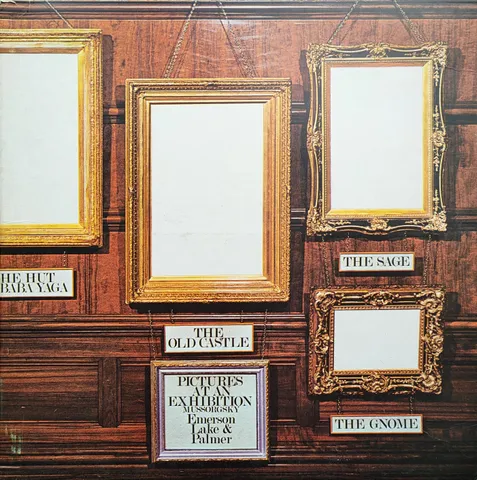 HE HUT
BABA YAGA
THE
OLD CASTLE
PICTURES
AT AN
EXHIBITION
MUSSORGSKY
Emerson
Lake &
Palmer
THE SAGE
THE GNOME